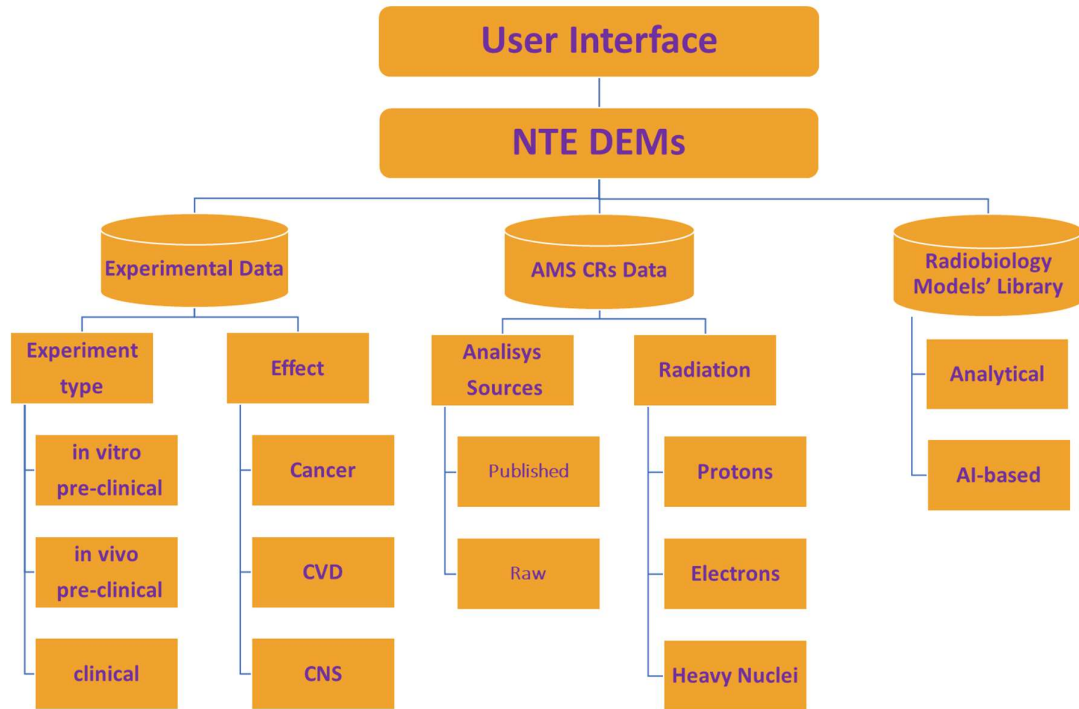 User Interface
NTE DEMs
Experimental Data
AMS CRs Data
Radiobiology
Models' Library
Experiment
type
Effect
Analisys
Sources
Radiation
Analytical
AI-based
in vitro
pre-clinical
Cancer
Published
Protons
in vivo
pre-clinical
CVD
Raw
Electrons
clinical
CNS
Heavy Nuclei